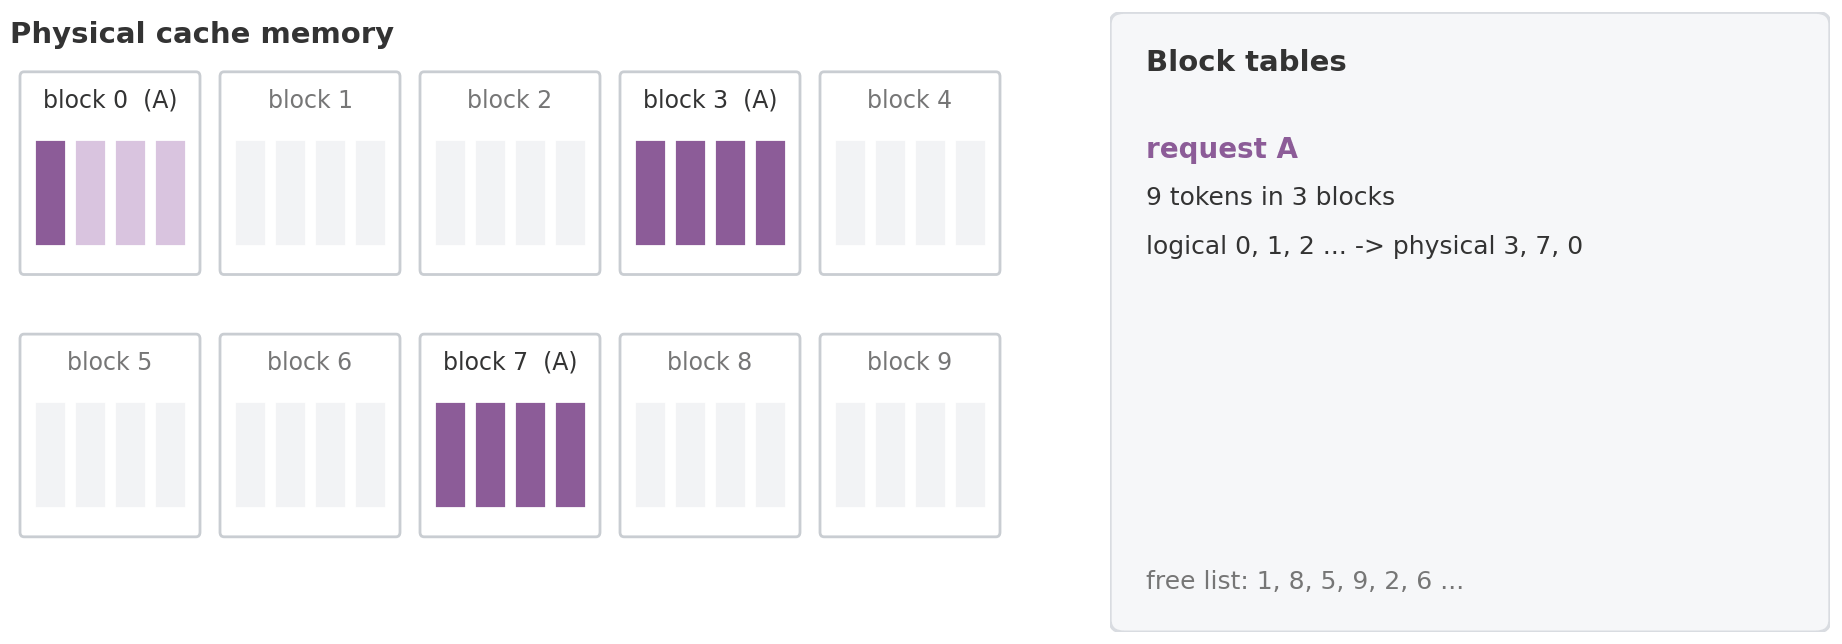 Physical cache memory
block 0  (A)
block 1
block 2
block 3  (A)
block 4
block 5
block 6
block 7  (A)
block 8
block 9
Block tables
request A
9 tokens in 3 blocks
logical 0, 1, 2 ... -> physical 3, 7, 0
free list: 1, 8, 5, 9, 2, 6 ...